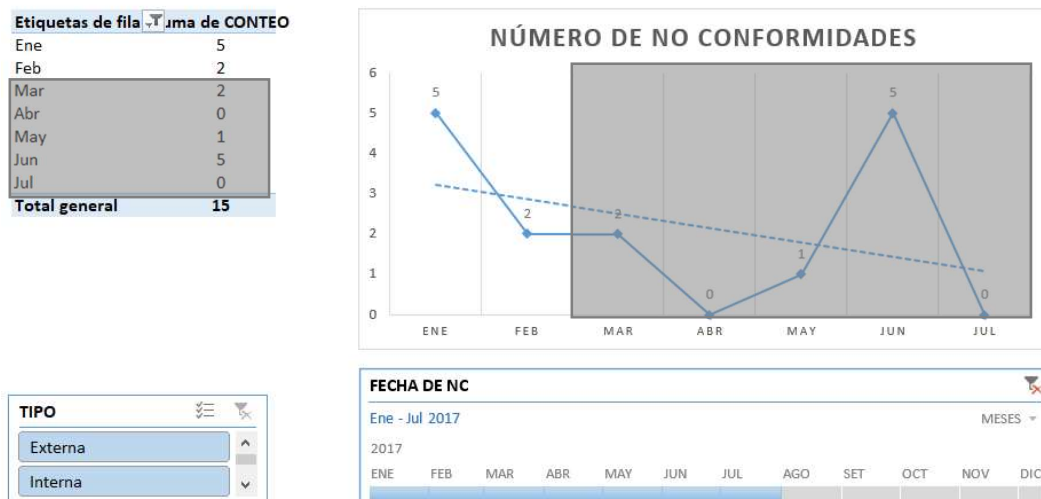 Etiquetas de fila uma de CONTEO
Ene 5
Feb 2
Mar 2
Abr 0
May 1
Jun 5
Jul 0
Total general 15
NÚMERO DE NO CONFORMIDADES
6
5
4
3
2
1
0
5
2
2
0
1
5
0
ENE FEB MAR ABR MAY JUN JUL
TIPO
Externa
Interna
FECHA DE NC
Ene - Jul 2017
MESES
2017
ENE FEB MAR ABR MAY JUN JUL AGO SET OCT NOV DIC